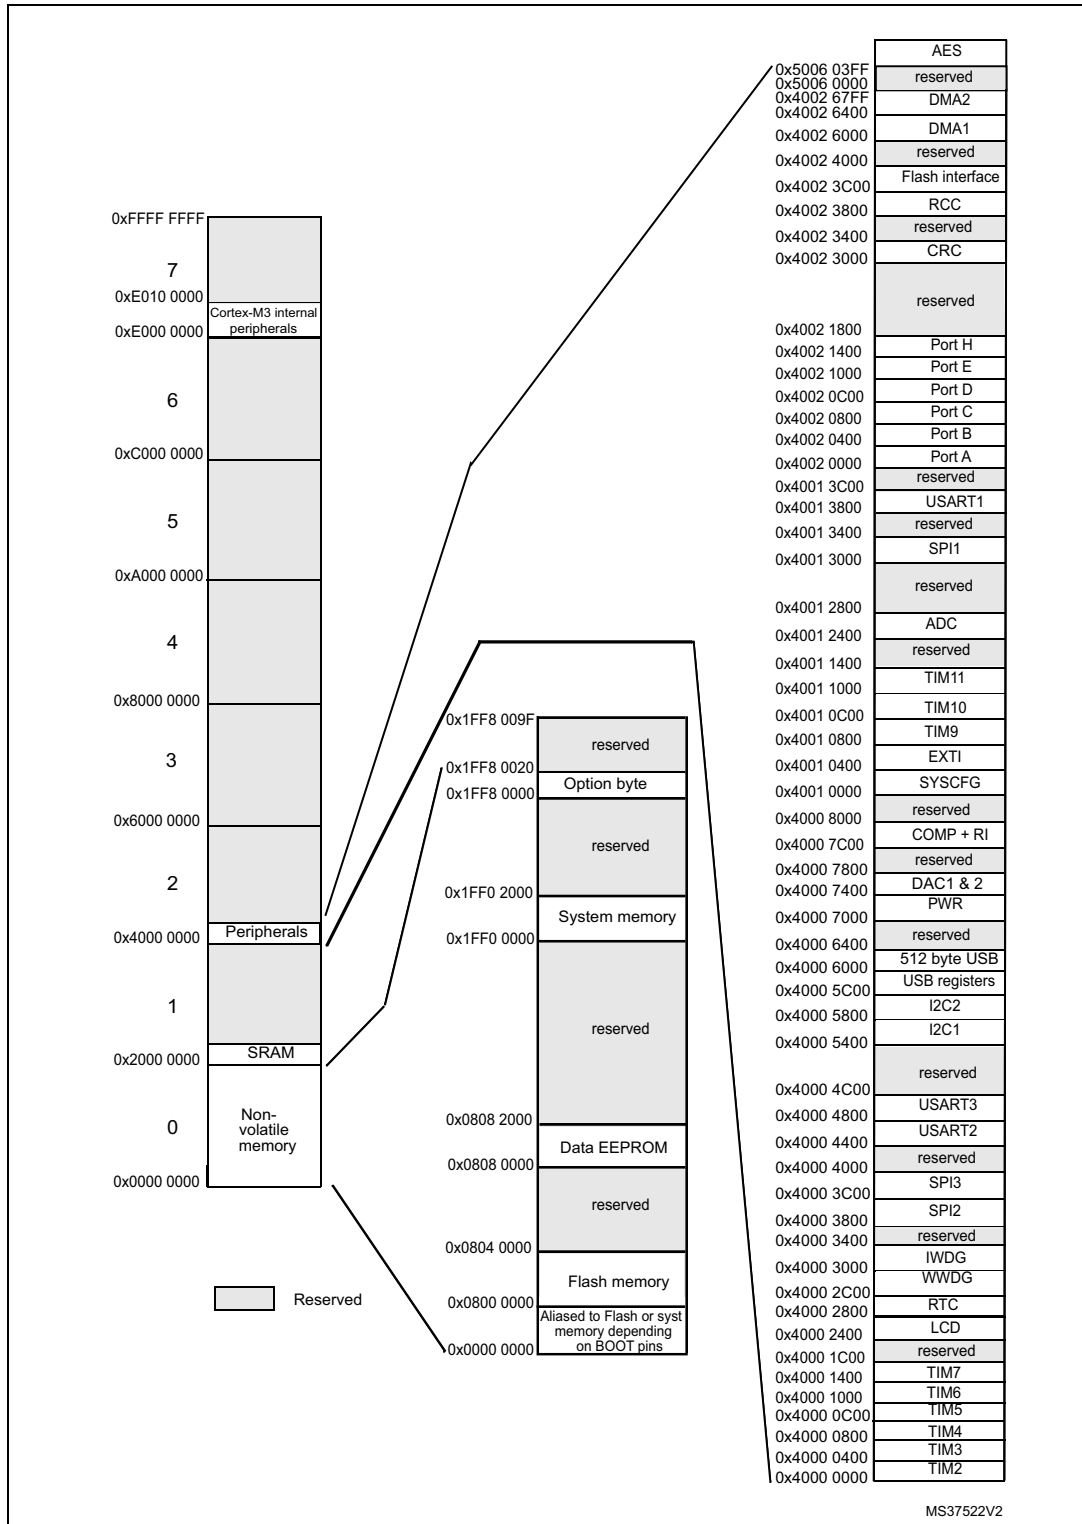 0xFFFF FFFF
7
0xE010 0000
Cortex-M3 internal
peripherals
0xE000 0000
6
0xC000 0000
5
0xA000 0000
4
0x8000 0000
3
0x6000 0000
2
Peripherals
0x4000 0000
1
SRAM
0x2000 0000
Non-
volatile
memory
0
0x0000 0000
Reserved
0x1FF8 009F
reserved
0x1FF8 0020
Option byte
0x1FF8 0000
reserved
0x1FF0 2000
System memory
0x1FF0 0000
reserved
0x0808 2000
Data EEPROM
0x0808 0000
reserved
0x0804 0000
Flash memory
0x0800 0000
Aliased to Flash or syst
memory depending
on BOOT pins
0x0000 0000
AES
0x5006 03FF
reserved
0x5006 0000
0x4002 67FF
DMA2
0x4002 6400
DMA1
0x4002 6000
reserved
0x4002 4000
Flash interface
0x4002 3C00
RCC
0x4002 3800
reserved
0x4002 3400
CRC
0x4002 3000
reserved
0x4002 1800
Port H
0x4002 1400
Port E
0x4002 1000
Port D
0x4002 0C00
Port C
0x4002 0800
Port B
0x4002 0400
Port A
0x4002 0000
reserved
0x4001 3C00
USART1
0x4001 3800
reserved
0x4001 3400
SPI1
0x4001 3000
reserved
0x4001 2800
ADC
0x4001 2400
reserved
0x4001 1400
TIM11
0x4001 1000
TIM10
0x4001 0C00
TIM9
0x4001 0800
EXTI
0x4001 0400
SYSCFG
0x4001 0000
reserved
0x4000 8000
COMP + RI
0x4000 7C00
reserved
0x4000 7800
DAC1 & 2
0x4000 7400
PWR
0x4000 7000
reserved
0x4000 6400
512 byte USB
0x4000 6000
USB registers
0x4000 5C00
I2C2
0x4000 5800
I2C1
0x4000 5400
reserved
0x4000 4C00
USART3
0x4000 4800
USART2
0x4000 4400
reserved
0x4000 4000
SPI3
0x4000 3C00
SPI2
0x4000 3800
reserved
0x4000 3400
IWDG
0x4000 3000
WWDG
0x4000 2C00
RTC
0x4000 2800
LCD
0x4000 2400
reserved
0x4000 1C00
TIM7
0x4000 1400
TIM6
0x4000 1000
TIM5
0x4000 0C00
TIM4
0x4000 0800
TIM3
0x4000 0400
TIM2
0x4000 0000
MS37522V2